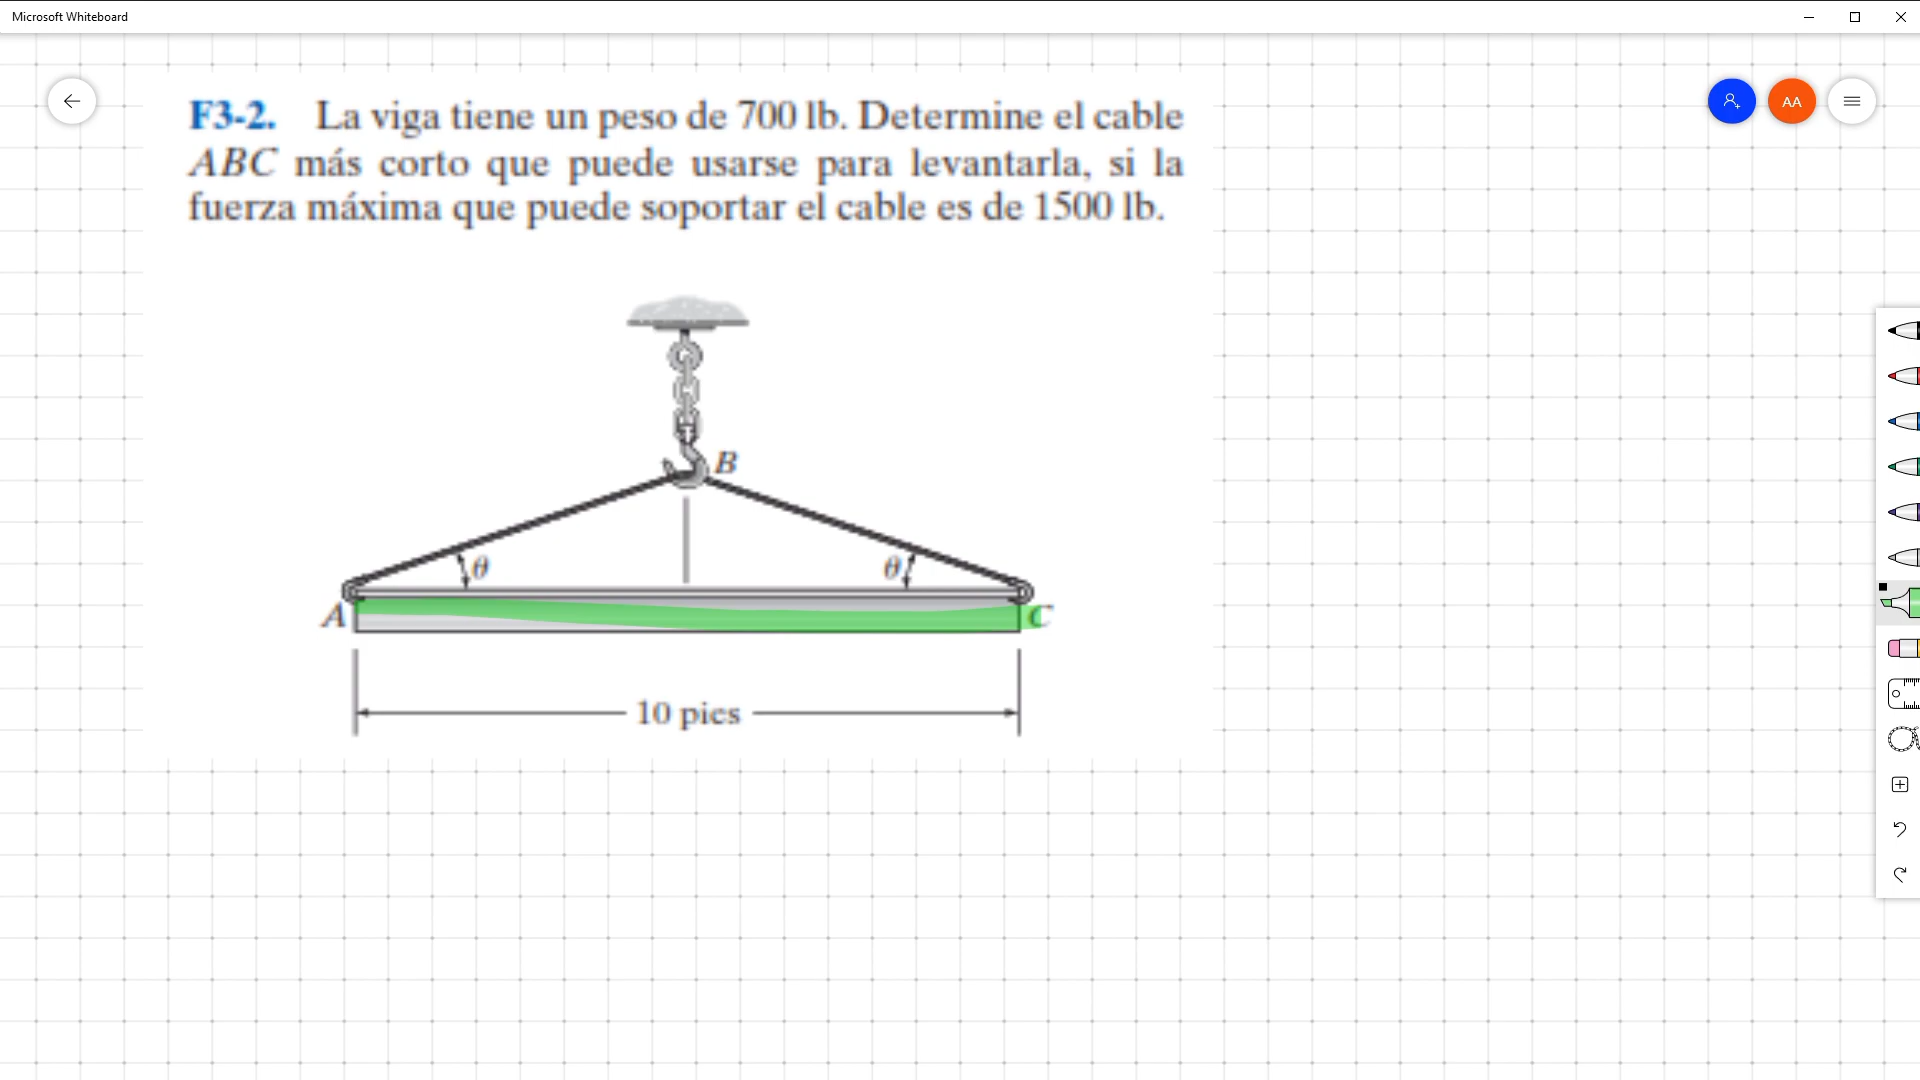 Microsoft Whiteboard
AA
F3-2. La viga tiene un peso de 700 lb. Determine el cable
ABC más corto que puede usarse para levantarla, si la
fuerza máxima que puede soportar el cable es de 1500 lb.
B
θ θ
A C
10 pies